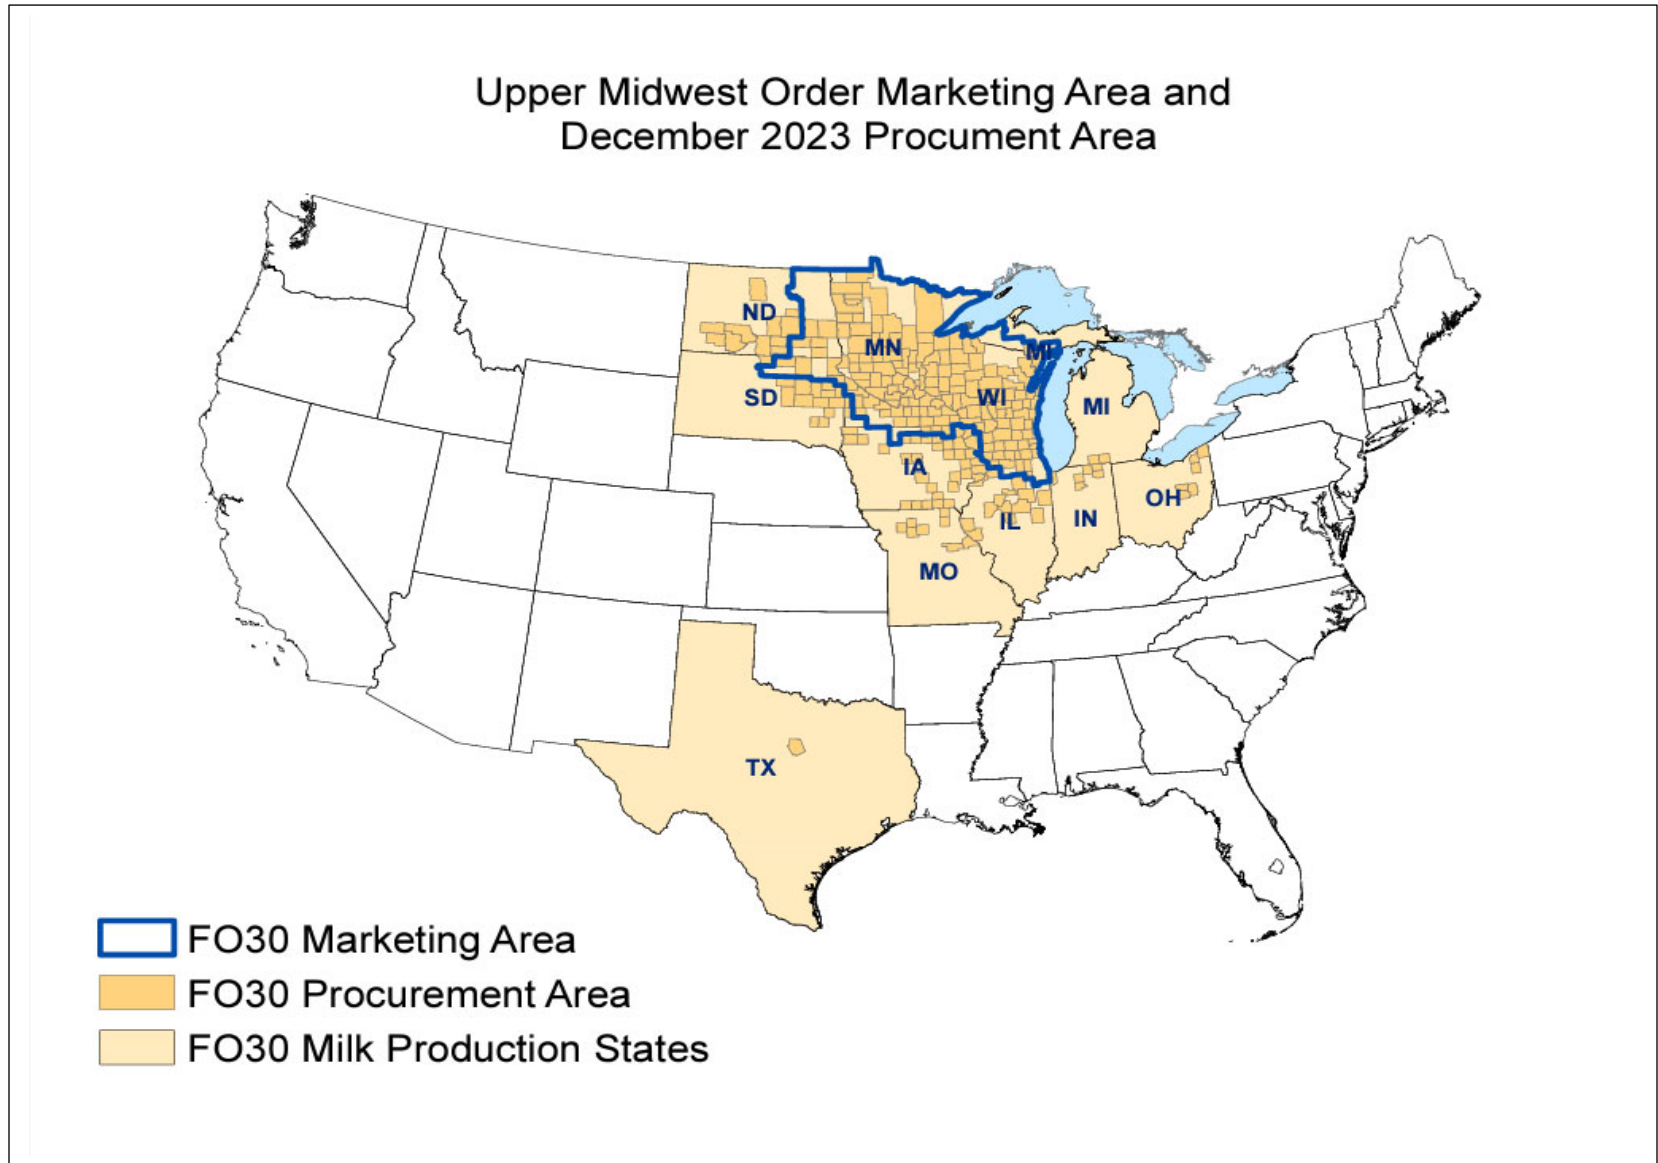 Upper Midwest Order Marketing Area and
December 2023 Procument Area
ND
MN
MI
SD
WI
MI
IA
OH
IL
IN
MO
TX
FO30 Marketing Area
FO30 Procurement Area
FO30 Milk Production States